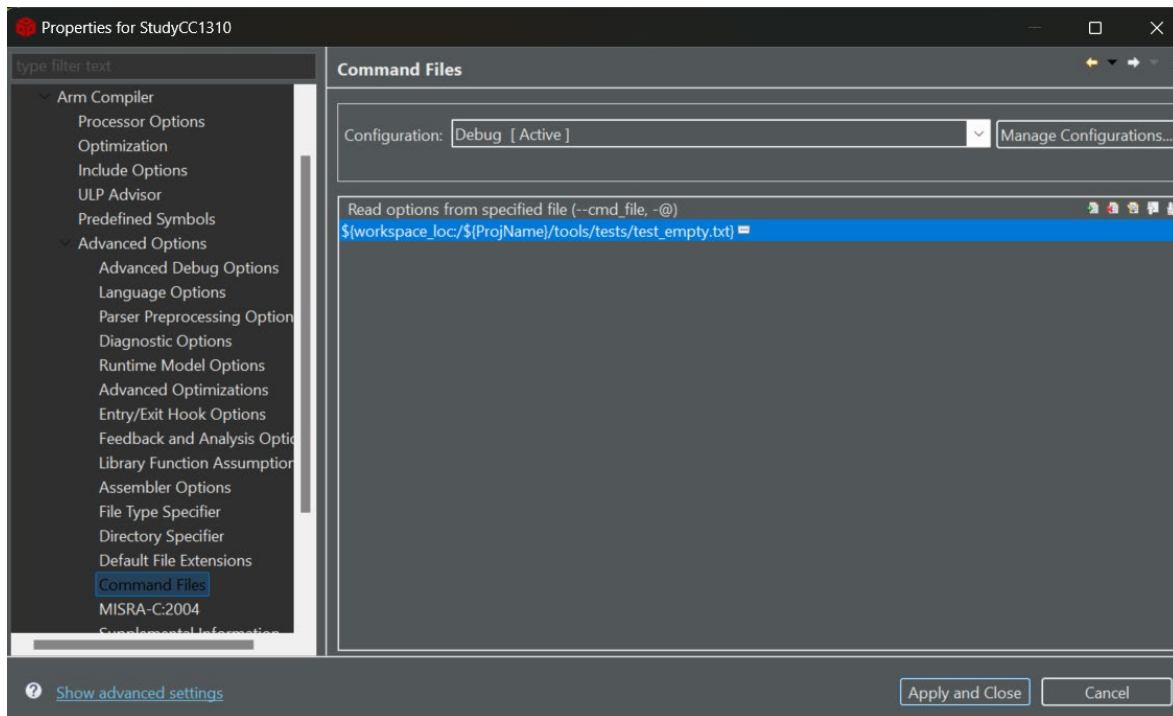 Properties for StudyCC1310
type filter text
Arm Compiler
Processor Options
Optimization
Include Options
ULP Advisor
Predefined Symbols
Advanced Options
Advanced Debug Options
Language Options
Parser Preprocessing Option
Diagnostic Options
Runtime Model Options
Advanced Optimizations
Entry/Exit Hook Options
Feedback and Analysis Optic
Library Function Assumption
Assembler Options
File Type Specifier
Directory Specifier
Default File Extensions
Command Files
MISRA-C:2004
Supplemental Information
Command Files
Configuration: Debug [ Active ]
Manage Configurations...
Read options from specified file (--cmd_file, -@)
${workspace_loc:/${ProjName}/tools/tests/test_empty.txt}
Show advanced settings
Apply and Close
Cancel